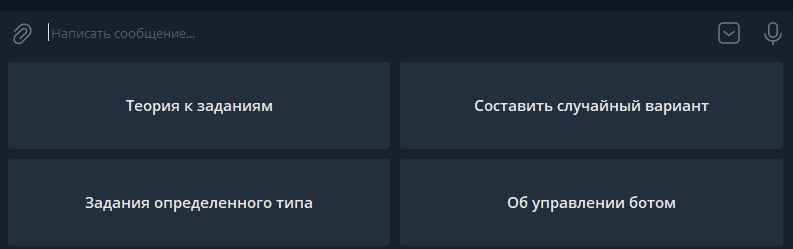 Написать сообщение...
Теория к заданиям
Составить случайный вариант
Задания определенного типа
Об управлении ботом